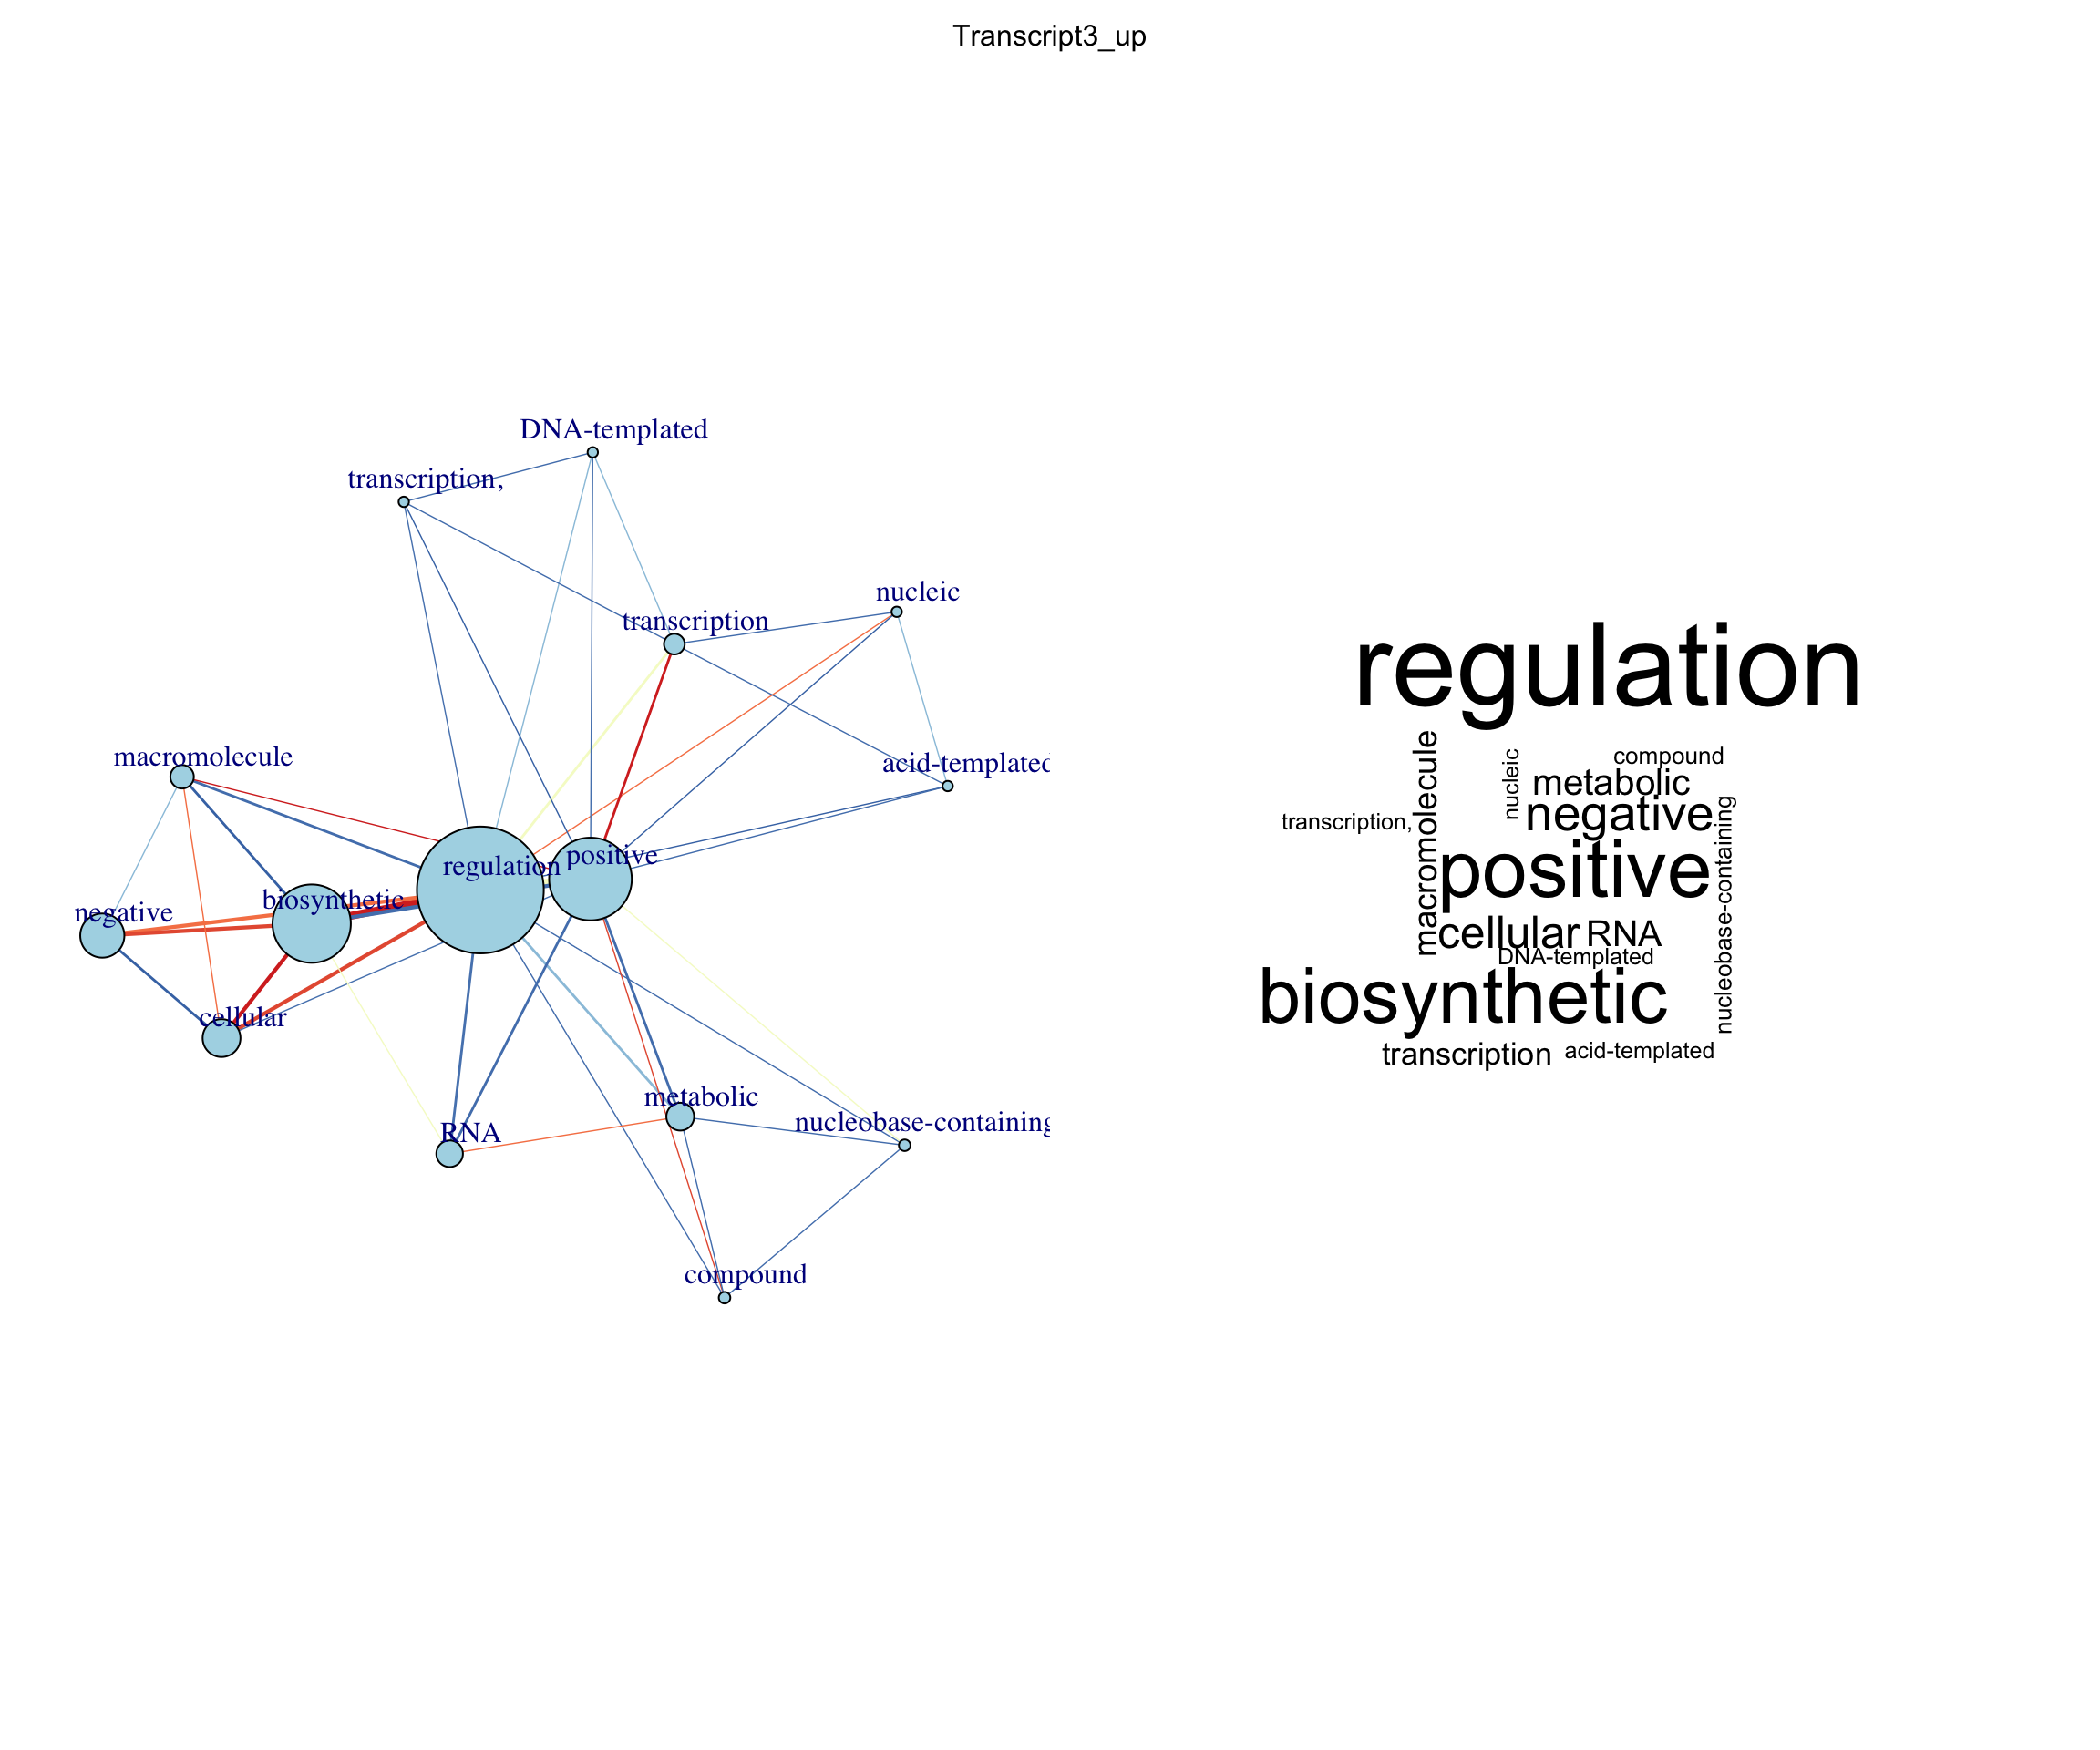 Transcript3_up
DNA-templated
transcription,
nucleic
transcription
macromolecule
acid-templated
positive
regulation
biosynthetic
negative
cellular
metabolic
nucleobase-containing
RNA
compound
regulation
compound
nucleic
metabolic
macromolecule
negative
transcription,
positive
nucleobase-containing
cellular
RNA
DNA-templated
biosynthetic
transcription
acid-templated